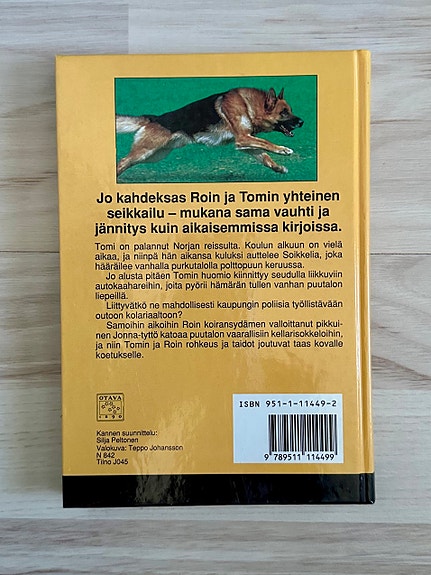 Jo kahdeksas Roin ja Tomin yhteinen
seikkailu – mukana sama vauhti ja
jännitys kuin aikaisemmissa kirjoissa.
Tomi on palannut Norjan reissulta. Koulun alkuun on vielä
aikaa, ja niinpä hän aikansa kuluksi auttelee Soikkelia, joka
hääräilee vanhalla purkutalolla polttopuun keruussa.
Jo alusta pitäen Tomin huomio kiinnittyy seudulla liikkuviin
autokaahareihin, joita pyörii hämärän tullen vanhan puutalon
liepeillä.
Liittyvätkö ne mahdollisesti kaupungin poliisia työllistävään
outoon kolariaaltoon?
Samoihin aikoihin Roin koiransydämen valloittanut pikkui-
nen Jonna-tyttö katoaa puutalon vaarallisiin kellarisokkeloihin,
ja niin Tomin ja Roin rohkeus ja taidot joutuvat taas kovalle
koetukselle.
OTAVA
1890
Kannen suunnittelu:
Silja Peltonen
Valokuva: Teppo Johansson
N 842
Tiino J045
ISBN 951-1-11449-2
9 789511 114499